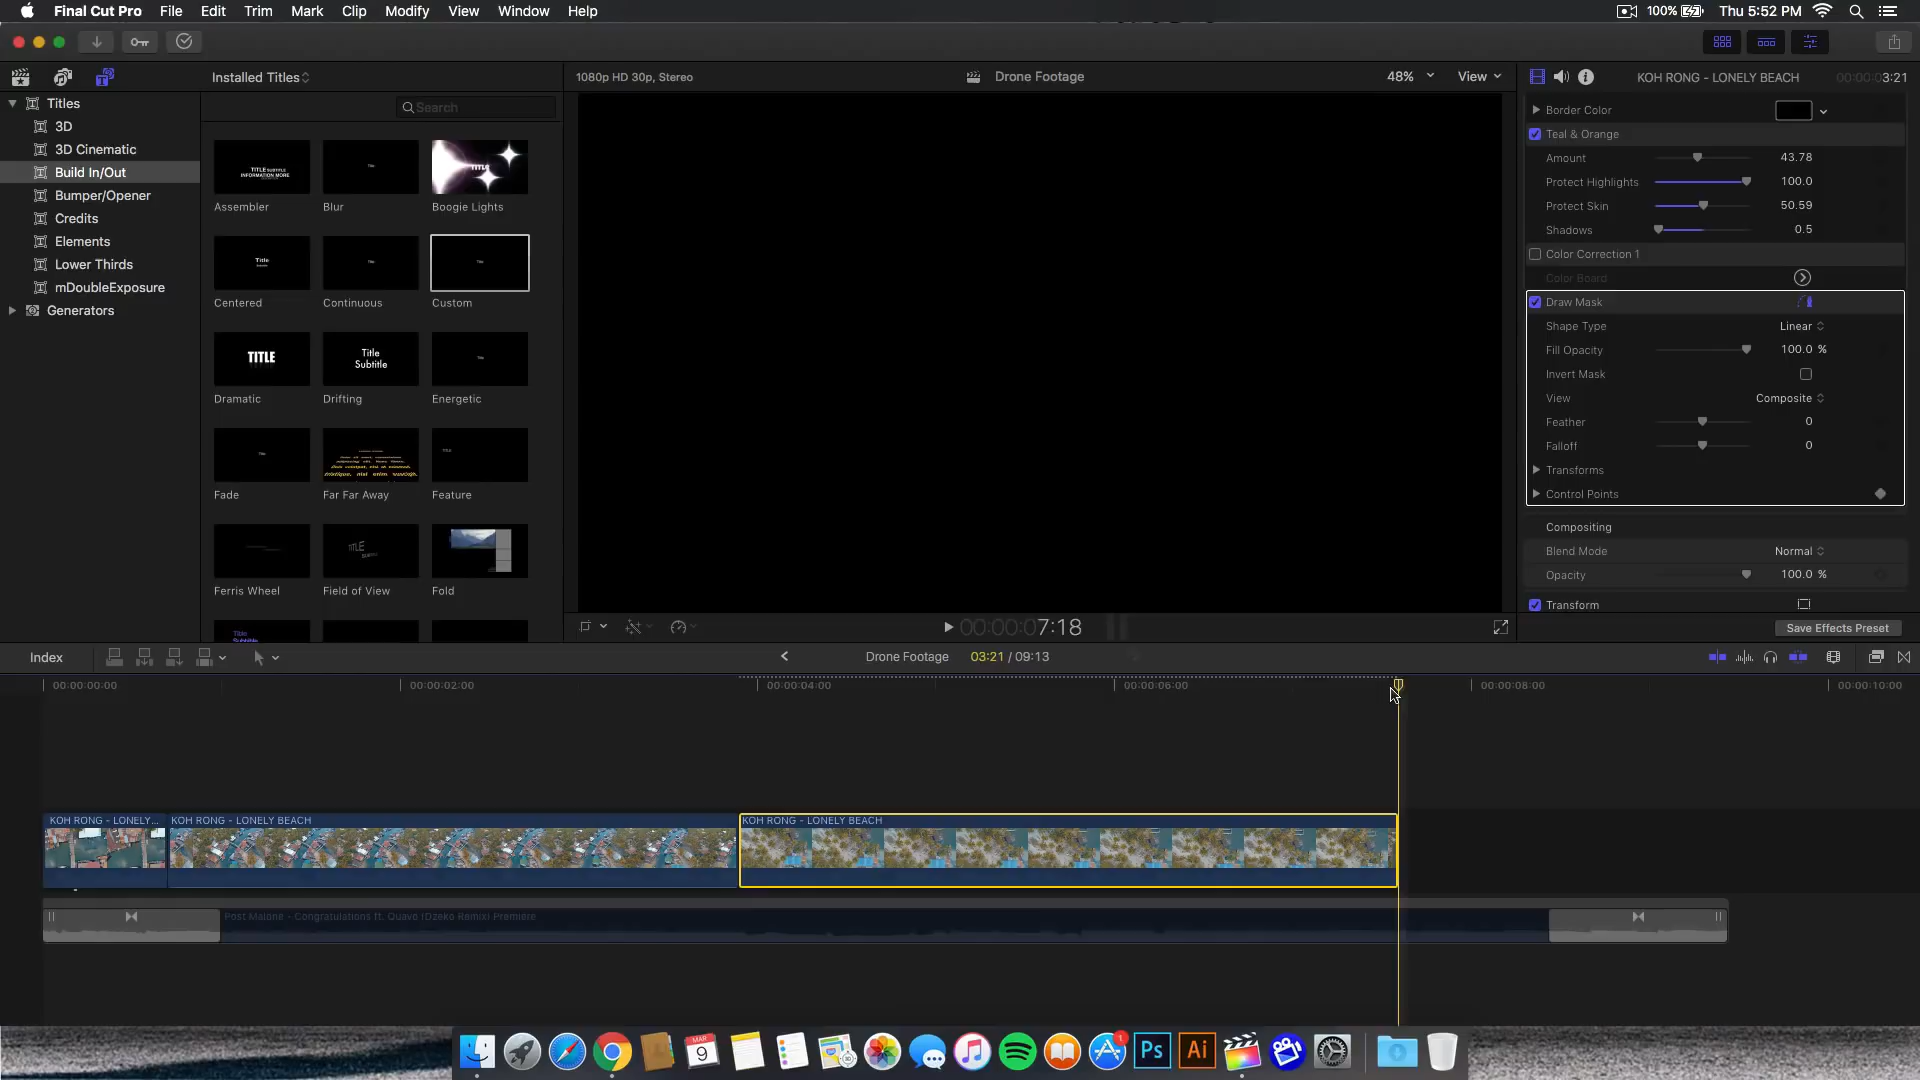 Final Cut Pro File Edit Trim Mark Clip Modify View Window Help
100% Thu 5:52 PM
Installed Titles
1080p HD 30p, Stereo
Drone Footage
48%
View
KOH RONG - LONELY BEACH
00:00:03:21
Titles
3D
3D Cinematic
Build In/Out
Bumper/Opener
Credits
Elements
Lower Thirds
mDoubleExposure
Generators
Search
TITLE SUBTITLE
INFORMATION MORE
Title
TITLE
Assembler
Blur
Boogie Lights
Title
Title
Title
Centered
Continuous
Custom
TITLE
Title
Subtitle
Title
Dramatic
Drifting
Energetic
Title
Title
Fade
Far Far Away
Feature
TITLE
Ferris Wheel
Field of View
Fold
Title
Border Color
Teal & Orange
Amount 43.78
Protect Highlights 100.0
Protect Skin 50.59
Shadows 0.5
Color Correction 1
Color Board
Draw Mask
Shape Type Linear
Fill Opacity 100.0 %
Invert Mask
View Composite
Feather 0
Falloff 0
Transforms
Control Points
Compositing
Blend Mode Normal
Opacity 100.0 %
Transform
Save Effects Preset
00:00:07:18
Index
Drone Footage 03:21 / 09:13
00:00:00:00
00:00:02:00
00:00:04:00
00:00:06:00
00:00:08:00
00:00:10:00
KOH RONG - LONELY...
KOH RONG - LONELY BEACH
KOH RONG - LONELY BEACH
Post Malone - Congratulations ft. Quavo (Dzeko Remix) Premiere
MAR
9
1
Ps
Ai